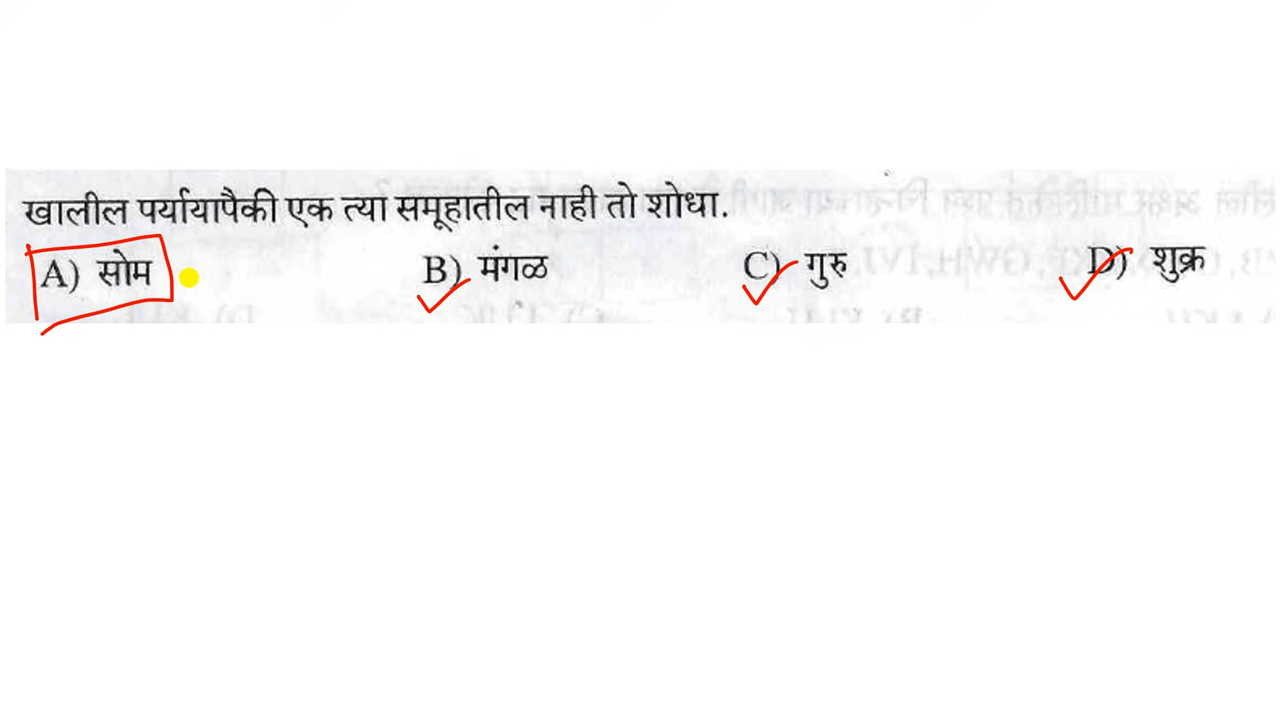 खालील पर्यायापैकी एक त्या समूहातील नाही तो शोधा.
A) सोम B) मंगळ C) गुरु D) शुक्र